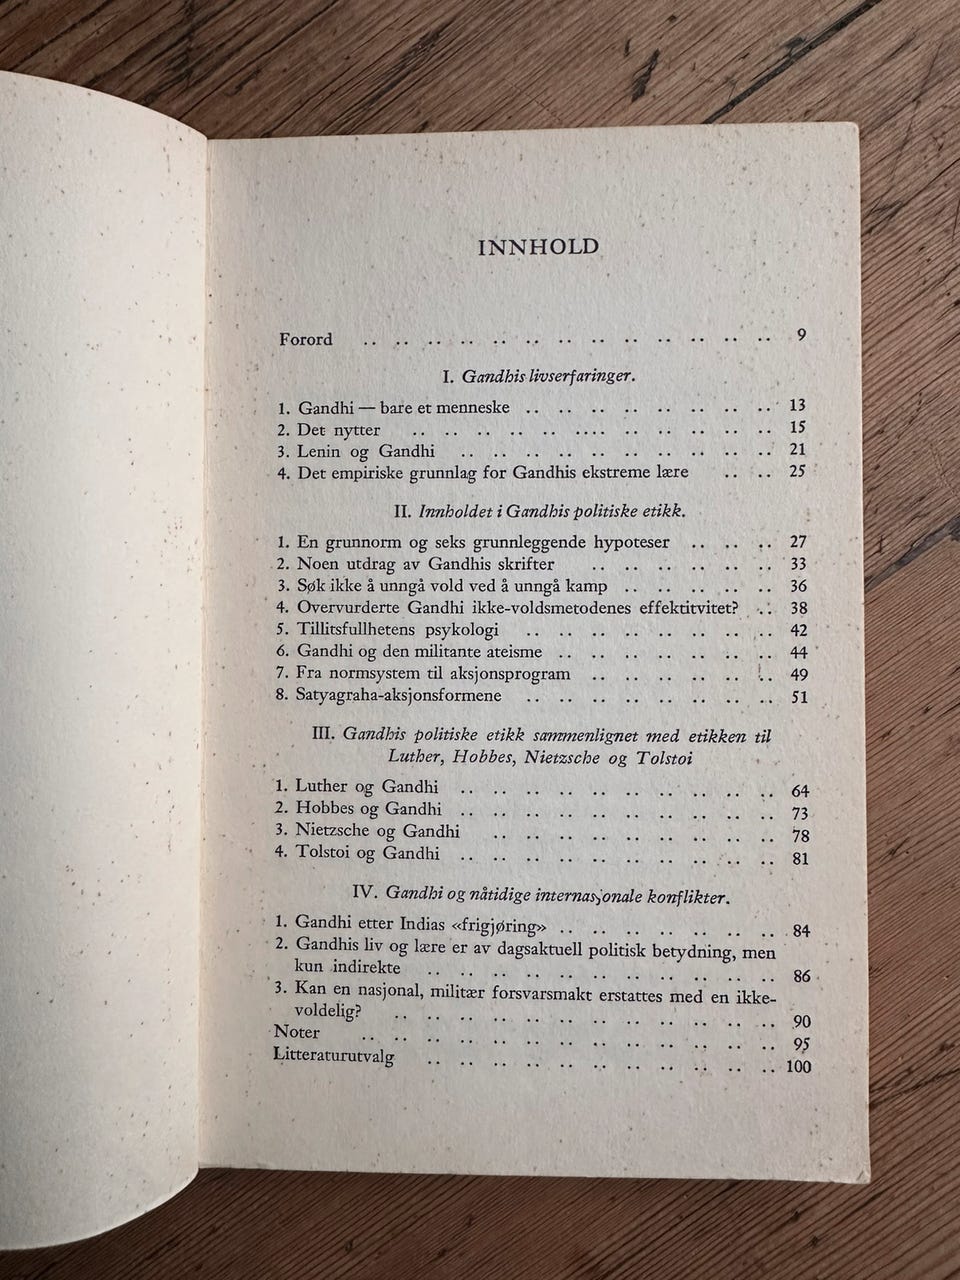 INNHOLD
Forord .. .. .. .. .. .. .. .. .. .. .. .. .. 9
I. Gandhis livserfaringer.
1. Gandhi — bare et menneske .. .. .. .. .. .. .. .. 13
2. Det nytter .. .. .. .. .. .... .. .. .. .. .. .. 15
3. Lenin og Gandhi .. .. .. .. .. .. .. .. .. .. 21
4. Det empiriske grunnlag for Gandhis ekstreme lære .. .. 25
II. Innholdet i Gandhis politiske etikk.
1. En grunnorm og seks grunnleggende hypoteser .. .. .. 27
2. Noen utdrag av Gandhis skrifter .. .. .. .. .. .. 33
3. Søk ikke å unngå vold ved å unngå kamp .. .. .. .. .. 36
4. Overvurderte Gandhi ikke-voldsmetodenes effektitvitet? .. 38
5. Tillitsfullhetens psykologi .. .. .. .. .. .. .. .. 42
6. Gandhi og den militante ateisme .. .. .. .. .. .. .. 44
7. Fra normsystem til aksjonsprogram .. .. .. .. .. .. 49
8. Satyagraha-aksjonsformene .. .. .. .. .. .. .. .. 51
III. Gandhis politiske etikk sammenlignet med etikken til
Luther, Hobbes, Nietzsche og Tolstoi
1. Luther og Gandhi .. .. .. .. .. .. .. .. .. .. 64
2. Hobbes og Gandhi .. .. .. .. .. .. .. .. .. .. 73
3. Nietzsche og Gandhi .. .. .. .. .. .. .. .. .. 78
4. Tolstoi og Gandhi .. .. .. .. .. .. .. .. .. .. 81
IV. Gandhi og nåtidige internasjonale konflikter.
1. Gandhi etter Indias «frigjøring» .. .. .. .. .. .. .. 84
2. Gandhis liv og lære er av dagsaktuell politisk betydning, men
kun indirekte .. .. .. .. .. .. .. .. .. .. .. 86
3. Kan en nasjonal, militær forsvarsmakt erstattes med en ikke-
voldelig? .. .. .. .. .. .. .. .. .. .. .. .. 90
Noter .. .. .. .. .. .. .. .. .. .. .. .. .. 95
Litteraturutvalg .. .. .. .. .. .. .. .. .. .. .. 100